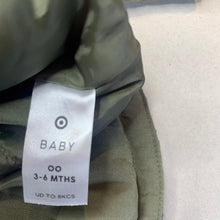 BABY
00
3-6 MTHS
UP TO 8KGS